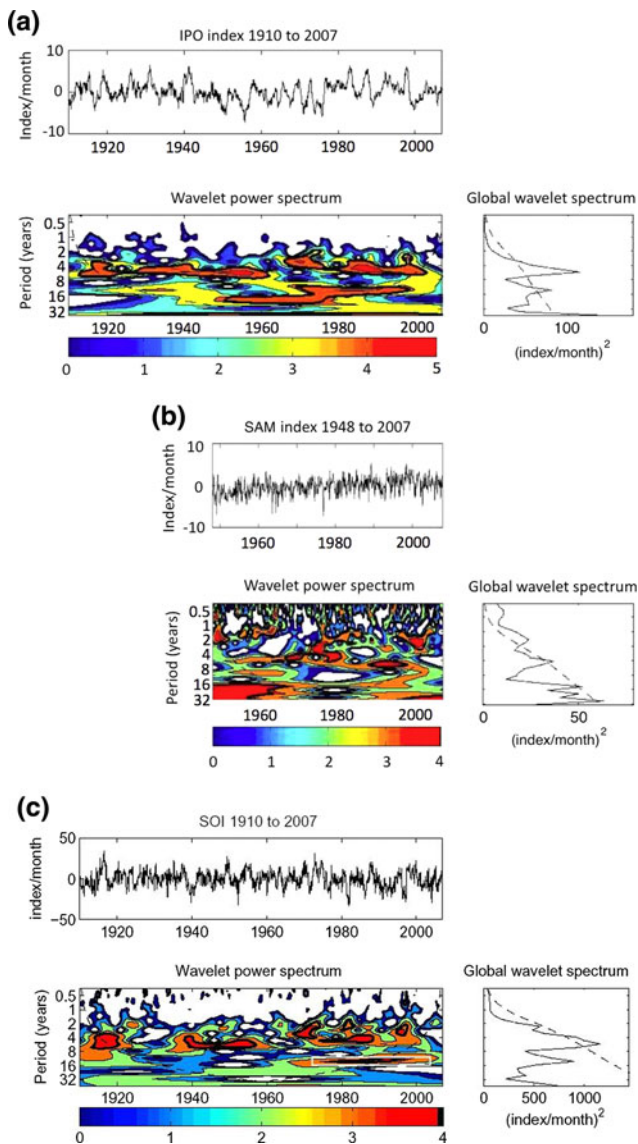 (a)
IPO index 1910 to 2007
Index/month
10
0
-10
1920 1940 1960 1980 2000
Wavelet power spectrum
Global wavelet spectrum
Period (years)
0.5
1
2
4
8
16
32
1920 1940 1960 1980 2000
0 100
(index/month)2
0 1 2 3 4 5
(b)
SAM index 1948 to 2007
Index/month
10
0
-10
1960 1980 2000
Wavelet power spectrum
Global wavelet spectrum
Period (years)
0.5
1
2
4
8
16
32
1960 1980 2000
0 50
(index/month)2
0 1 2 3 4
(c)
SOI 1910 to 2007
index/month
50
0
−50
1920 1940 1960 1980 2000
Wavelet power spectrum
Global wavelet spectrum
Period (years)
0.5
1
2
4
8
16
32
1920 1940 1960 1980 2000
0 500 1000
(index/month)2
0 1 2 3 4